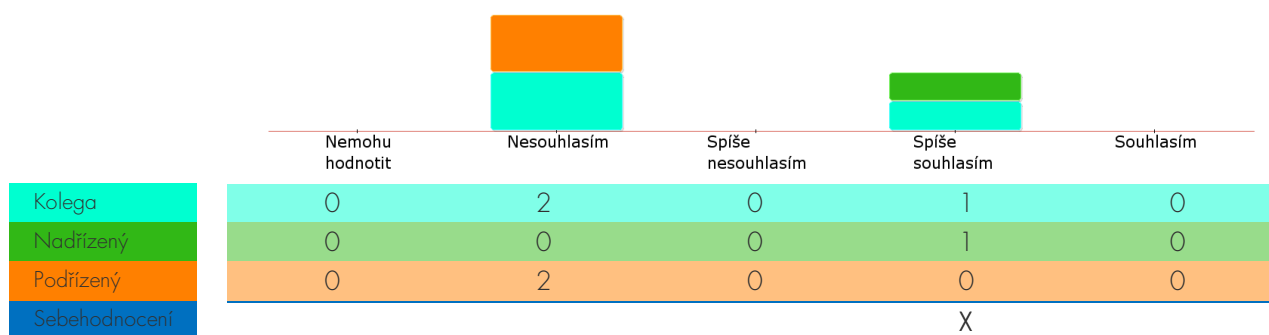 Nemohu hodnotit
Nesouhlasím
Spíše nesouhlasím
Spíše souhlasím
Souhlasím
Kolega 0 2 0 1 0
Nadřízený 0 0 0 1 0
Podřízený 0 2 0 0 0
Sebehodnocení X